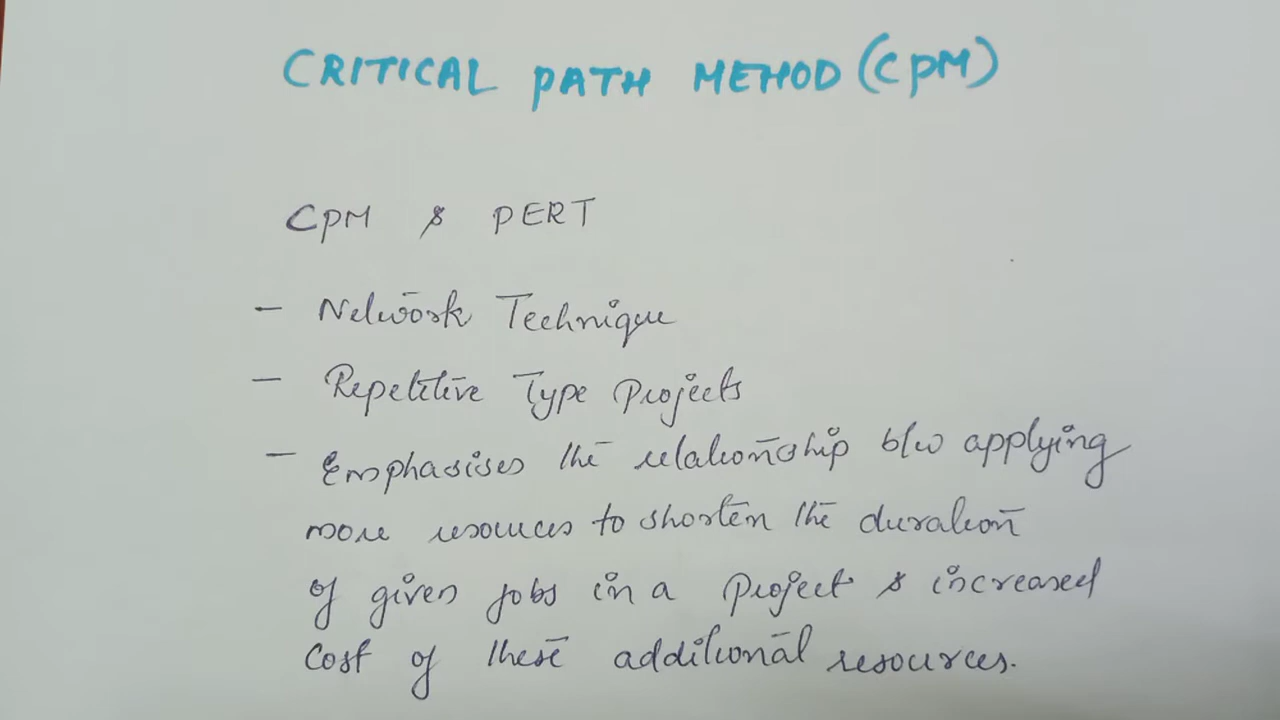 CRITICAL PATH MEHOD (CPM)
CPM & PERT
- Network Technique
- Repetitive Type Projects
- Emphasises the relationship b/w applying
more resources to shorten the duration
of given jobs in a project & increased
cost of these additional resources.